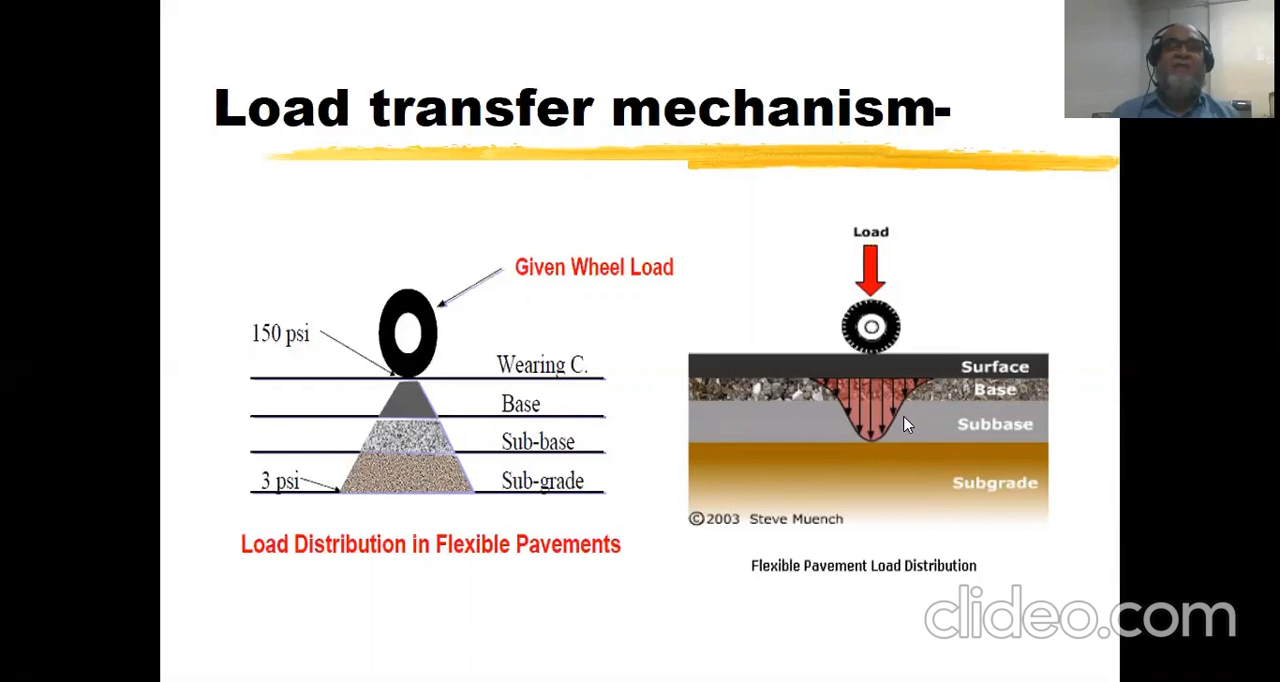 Load transfer mechanism-
Given Wheel Load
150 psi
Wearing C.
Base
Sub-base
3 psi
Sub-grade
Load Distribution in Flexible Pavements
Load
Surface
Base
Subbase
Subgrade
©2003 Steve Muench
Flexible Pavement Load Distribution
clideo.com